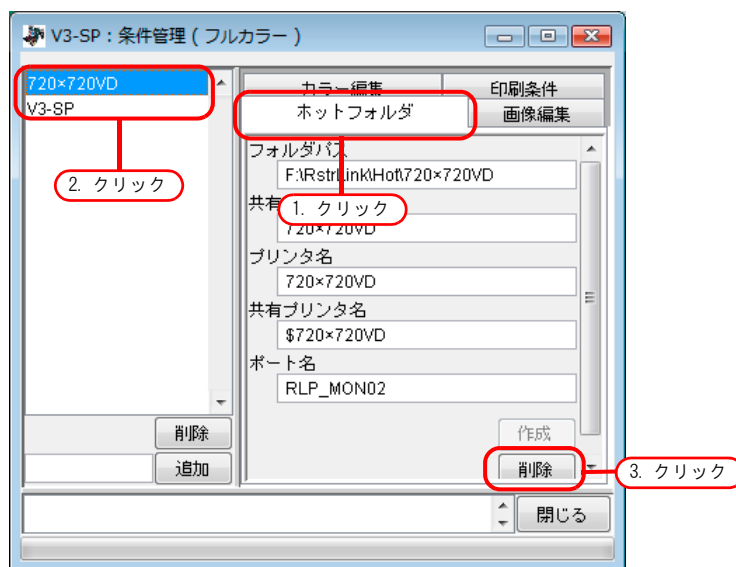 V3-SP：条件管理 ( フルカラー )
720×720VD
V3-SP
2. クリック
カラー編集
印刷条件
ホットフォルダ
画像編集
フォルダパス
F:\RstrLink\Hot\720×720VD
共有
1. クリック
720×720VD
プリンタ名
720×720VD
共有プリンタ名
$720×720VD
ポート名
RLP_MON02
削除
作成
追加
削除
3. クリック
閉じる